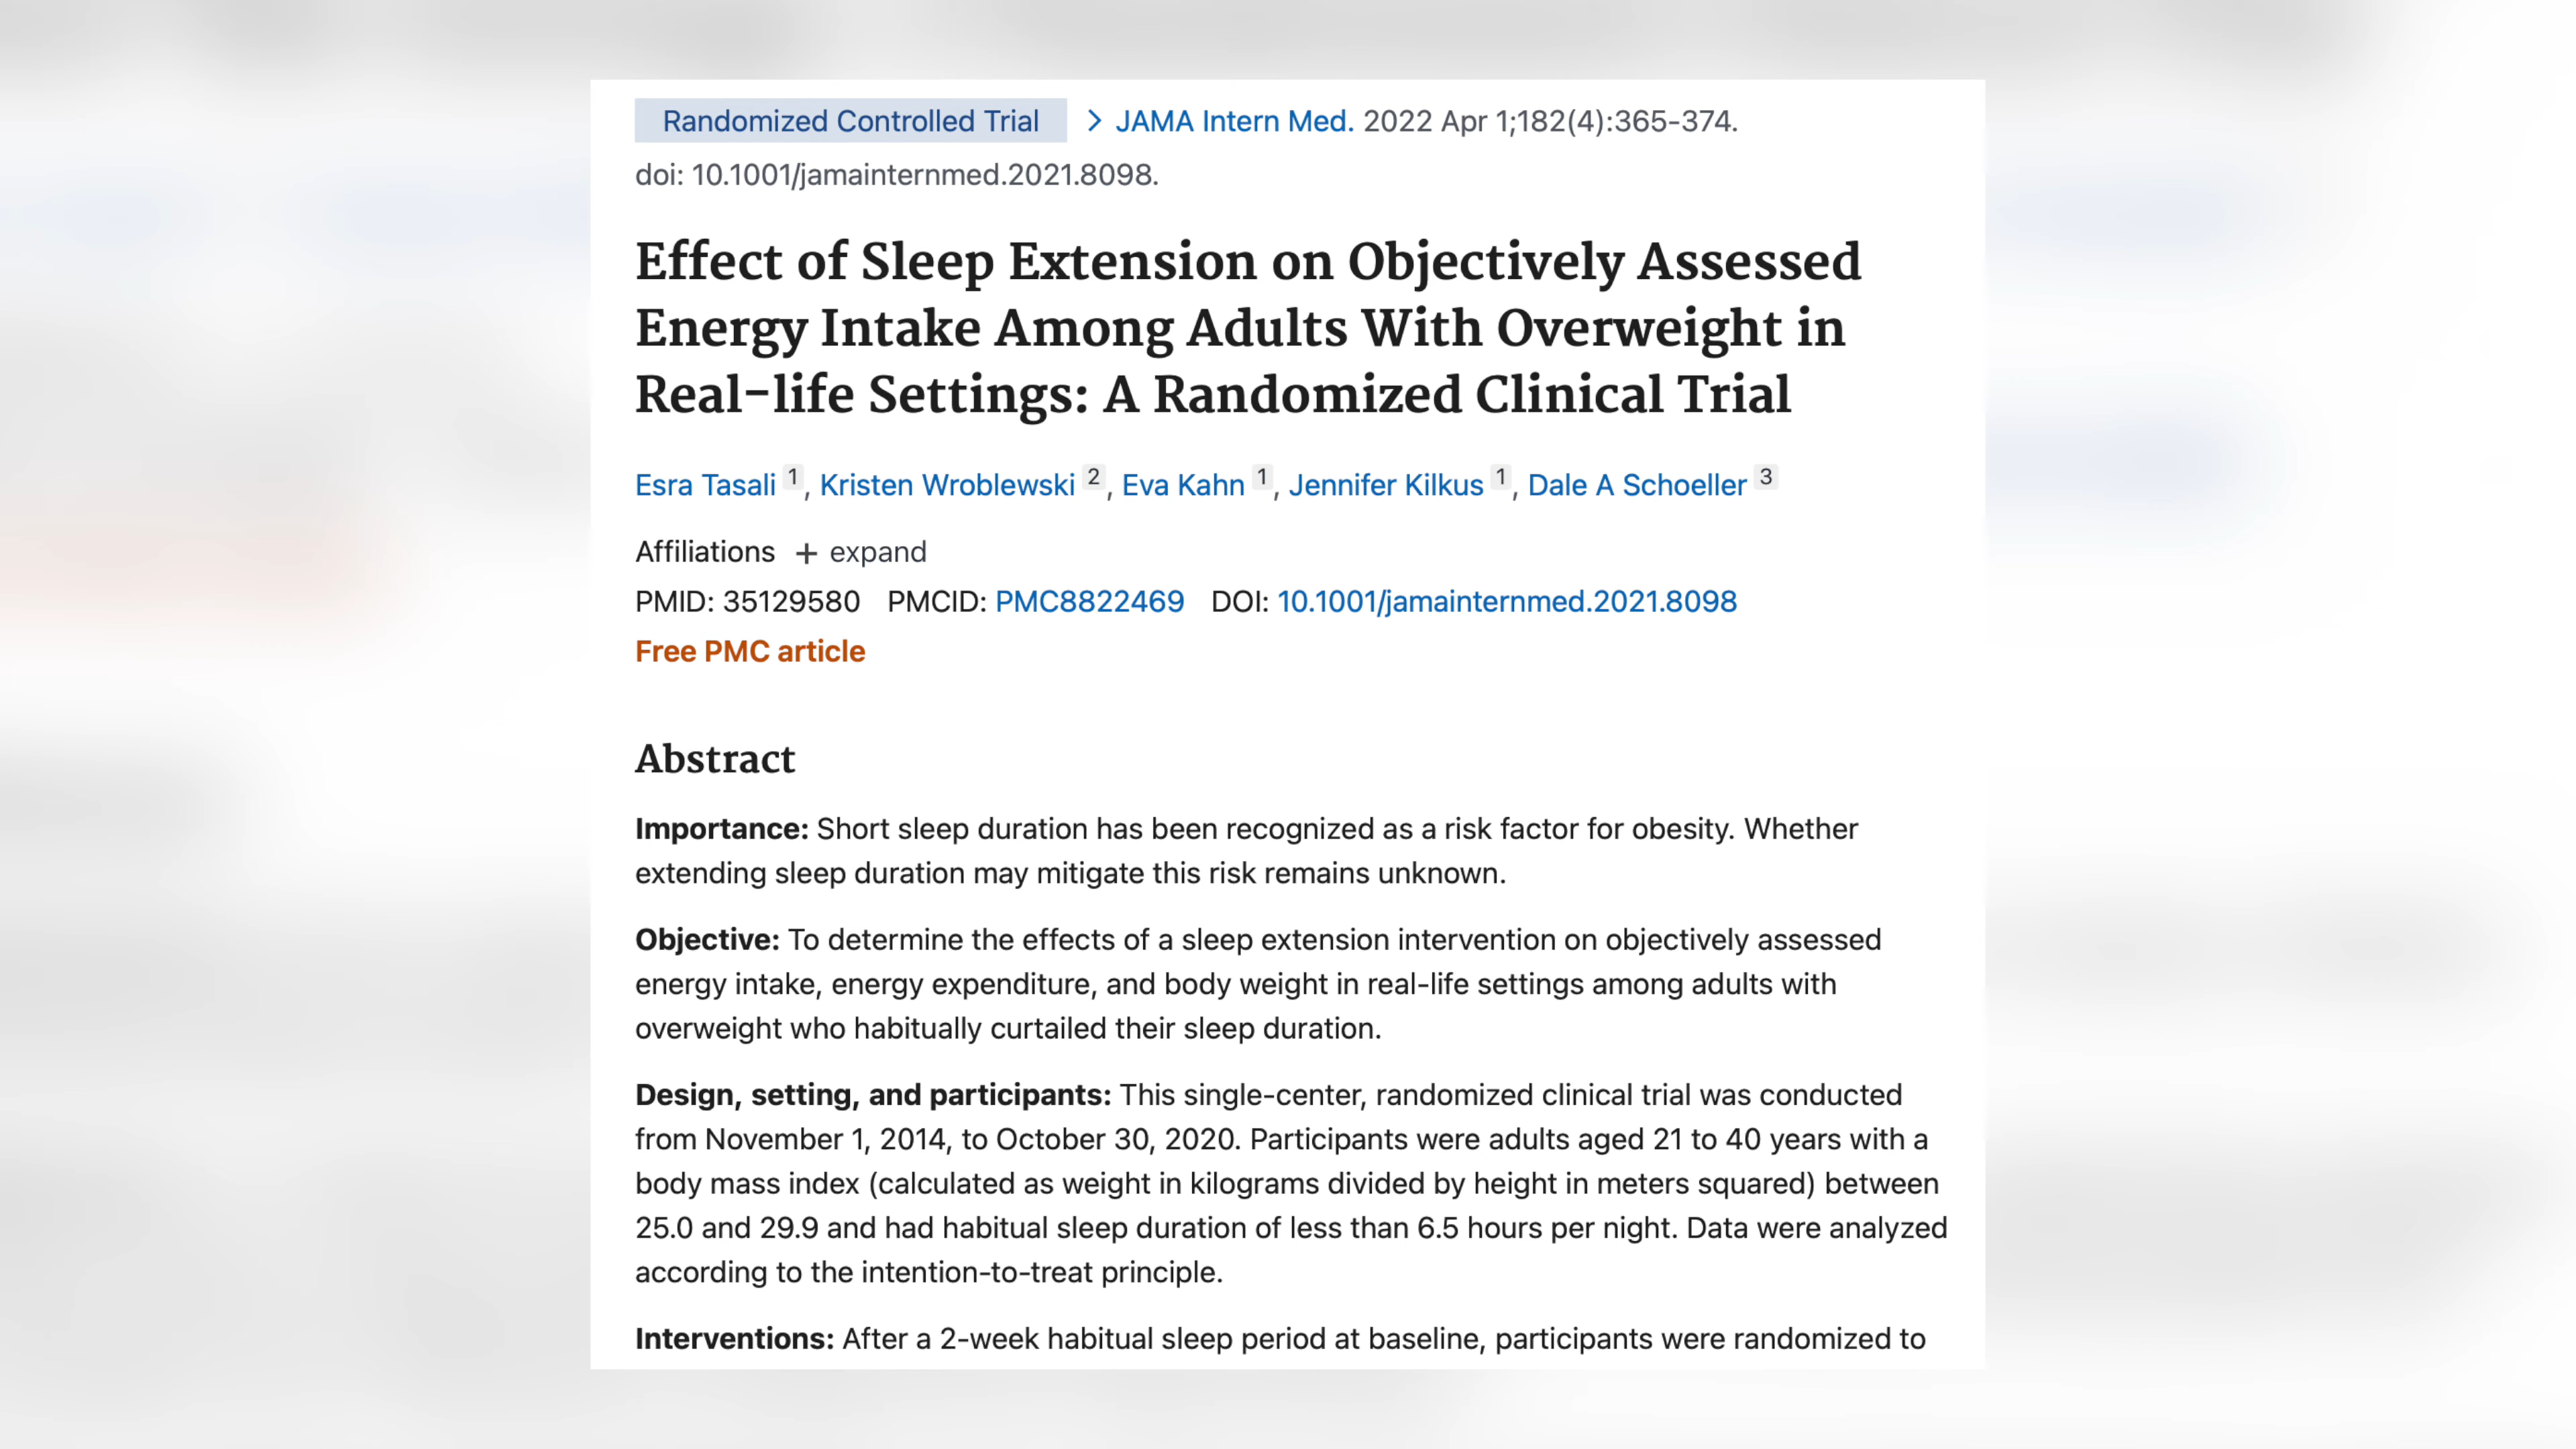 Randomized Controlled Trial > JAMA Intern Med. 2022 Apr 1;182(4):365-374.
doi: 10.1001/jamainternmed.2021.8098.
Effect of Sleep Extension on Objectively Assessed
Energy Intake Among Adults With Overweight in
Real-life Settings: A Randomized Clinical Trial
Esra Tasali 1, Kristen Wroblewski 2, Eva Kahn 1, Jennifer Kilkus 1, Dale A Schoeller 3
Affiliations + expand
PMID: 35129580 PMCID: PMC8822469 DOI: 10.1001/jamainternmed.2021.8098
Free PMC article
Abstract
Importance: Short sleep duration has been recognized as a risk factor for obesity. Whether
extending sleep duration may mitigate this risk remains unknown.
Objective: To determine the effects of a sleep extension intervention on objectively assessed
energy intake, energy expenditure, and body weight in real-life settings among adults with
overweight who habitually curtailed their sleep duration.
Design, setting, and participants: This single-center, randomized clinical trial was conducted
from November 1, 2014, to October 30, 2020. Participants were adults aged 21 to 40 years with a
body mass index (calculated as weight in kilograms divided by height in meters squared) between
25.0 and 29.9 and had habitual sleep duration of less than 6.5 hours per night. Data were analyzed
according to the intention-to-treat principle.
Interventions: After a 2-week habitual sleep period at baseline, participants were randomized to